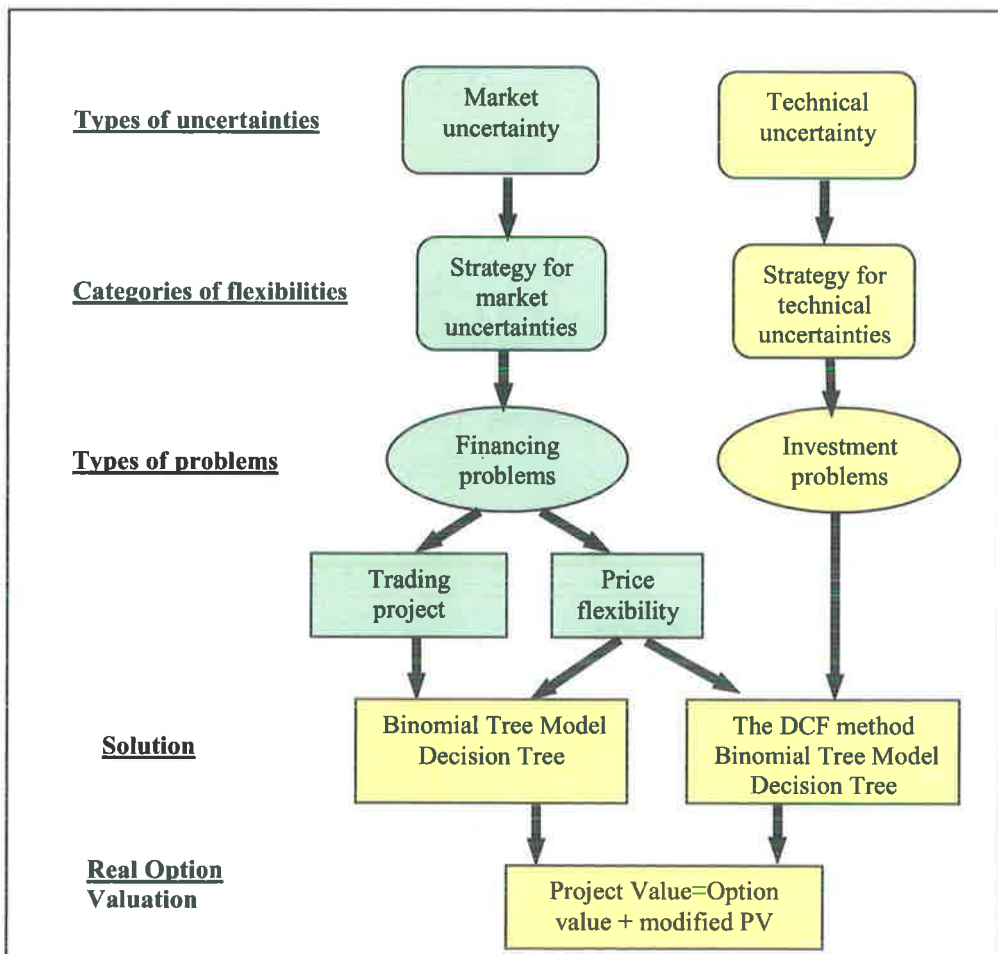 Types of uncertainties
Market
uncertainty
Technical
uncertainty
Categories of flexibilities
Strategy for
market
uncertainties
Strategy for
technical
uncertainties
Types of problems
Financing
problems
Investment
problems
Trading
project
Price
flexibility
Solution
Binomial Tree Model
Decision Tree
The DCF method
Binomial Tree Model
Decision Tree
Real Option
Valuation
Project Value=Option
value + modified PV